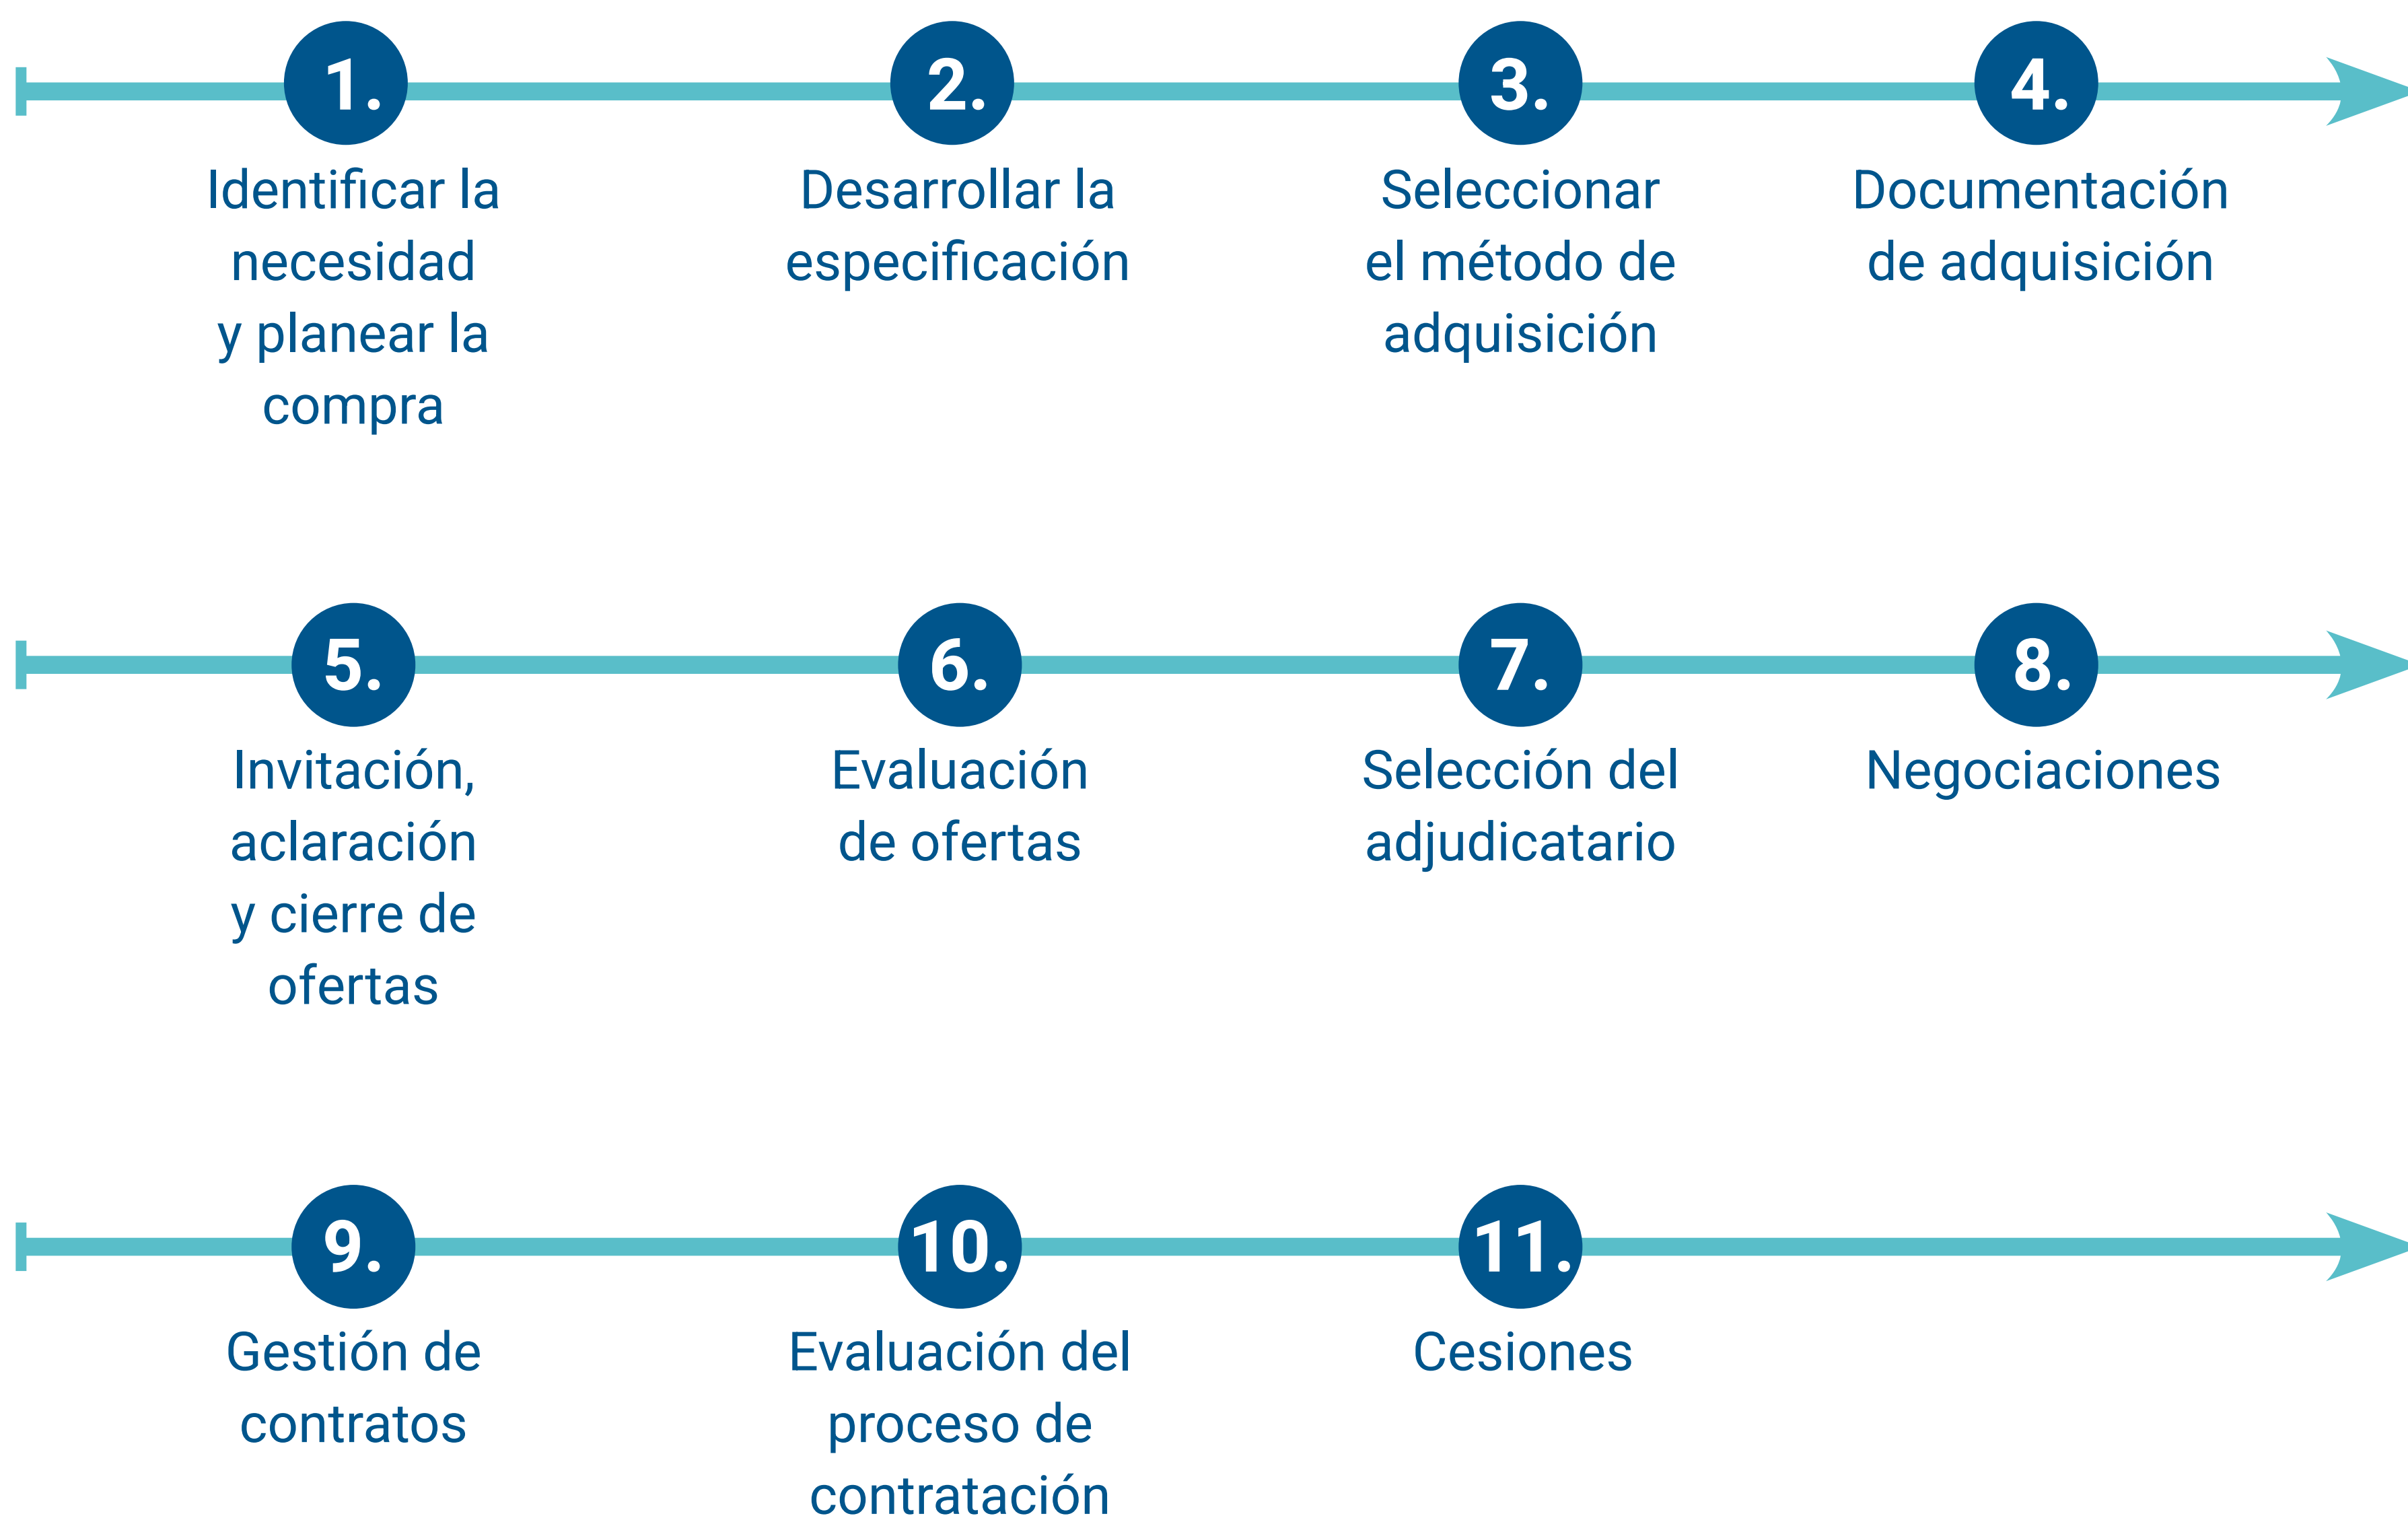 1.
Identificar la
necesidad
y planear la
compra
2.
Desarrollar la
especificación
3.
Seleccionar
el método de
adquisición
4.
Documentación
de adquisición
5.
Invitación,
aclaración
y cierre de
ofertas
6.
Evaluación
de ofertas
7.
Selección del
adjudicatario
8.
Negociaciones
9.
Gestión de
contratos
10.
Evaluación del
proceso de
contratación
11.
Cesiones